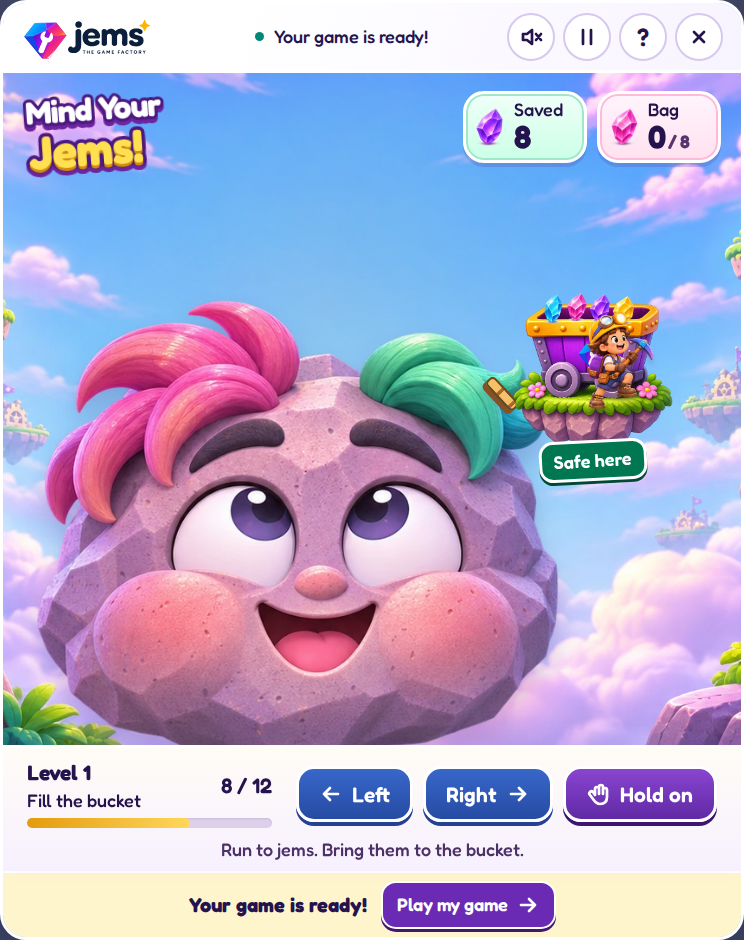 jems
THE GAME FACTORY
Your game is ready!
?
Mind Your
Jems!
Saved
8
Bag
0/8
Safe here
Level 1
8 / 12
Fill the bucket
Left
Right
Hold on
Run to jems. Bring them to the bucket.
Your game is ready!
Play my game